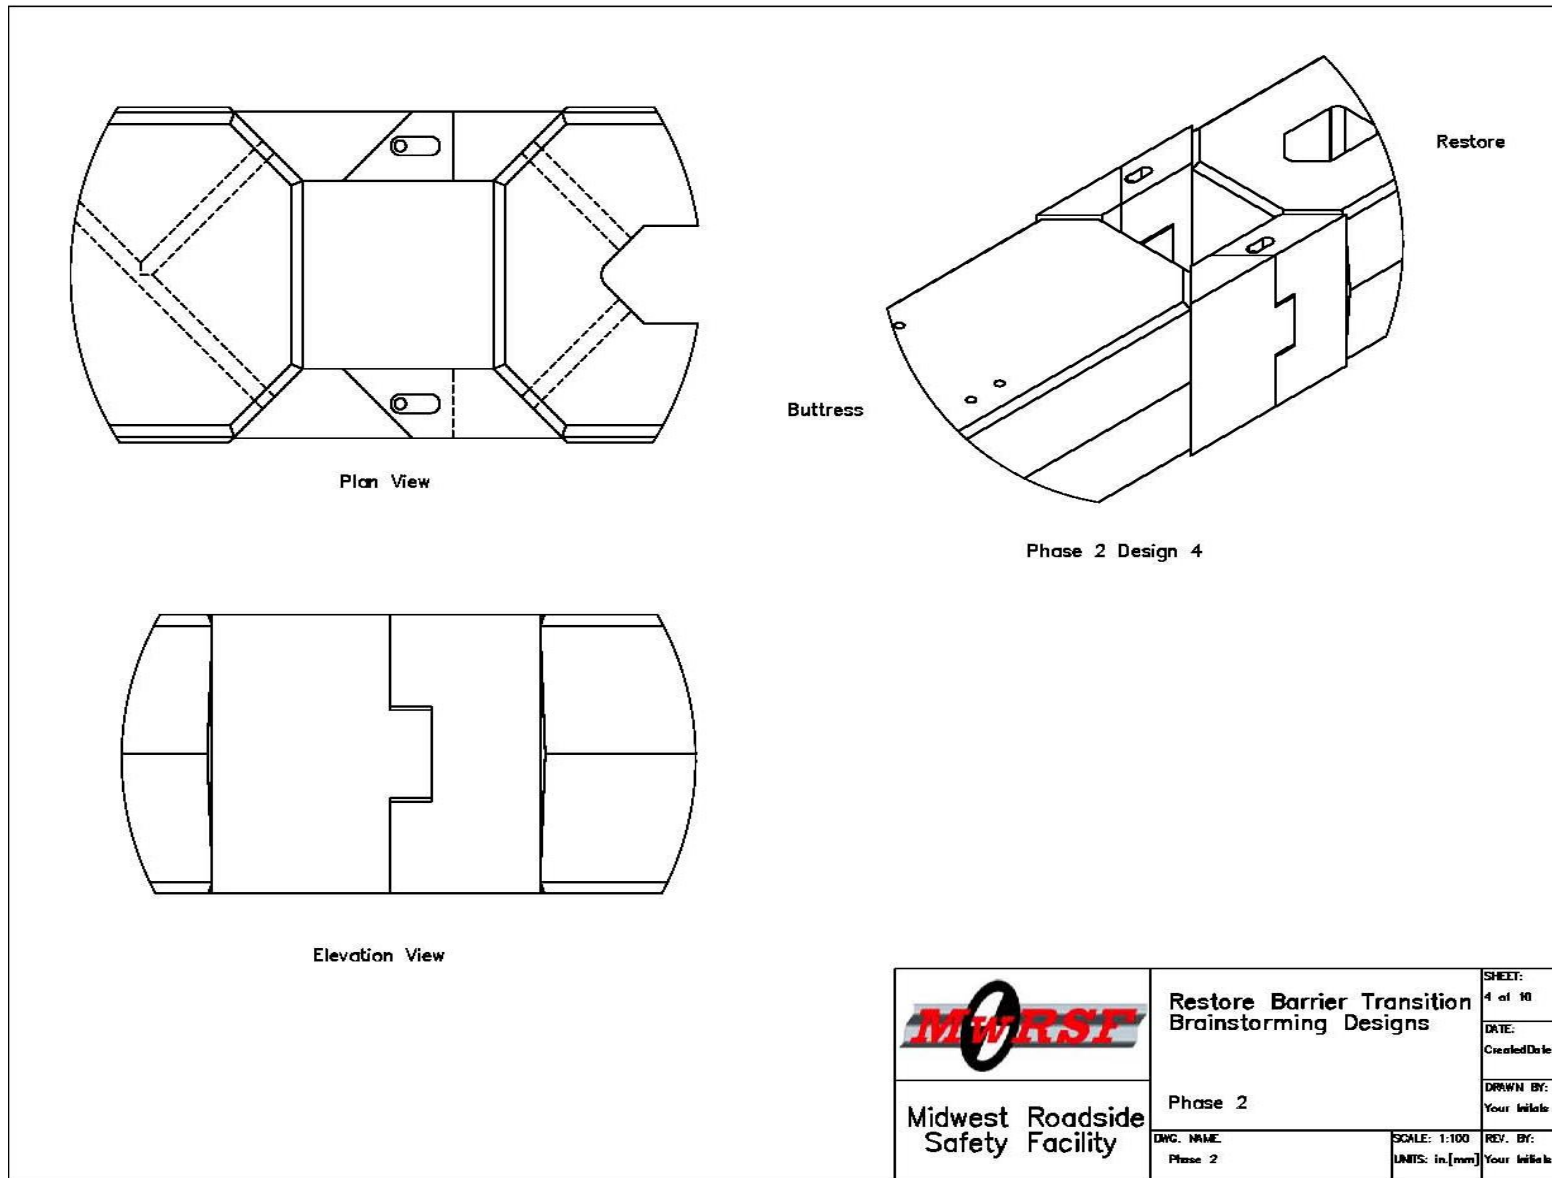 Restore
Buttress
Plan View
Phase 2 Design 4
Elevation View
MwRSF
Midwest Roadside
Safety Facility
Restore Barrier Transition
Brainstorming Designs
Phase 2
DWG. NAME.
Phase 2
SCALE: 1:100
UNITS: in.[mm]
SHEET:
4 of 10
DATE:
CreatedDate
DRAWN BY:
Your Initials
REV. BY:
Your Initials